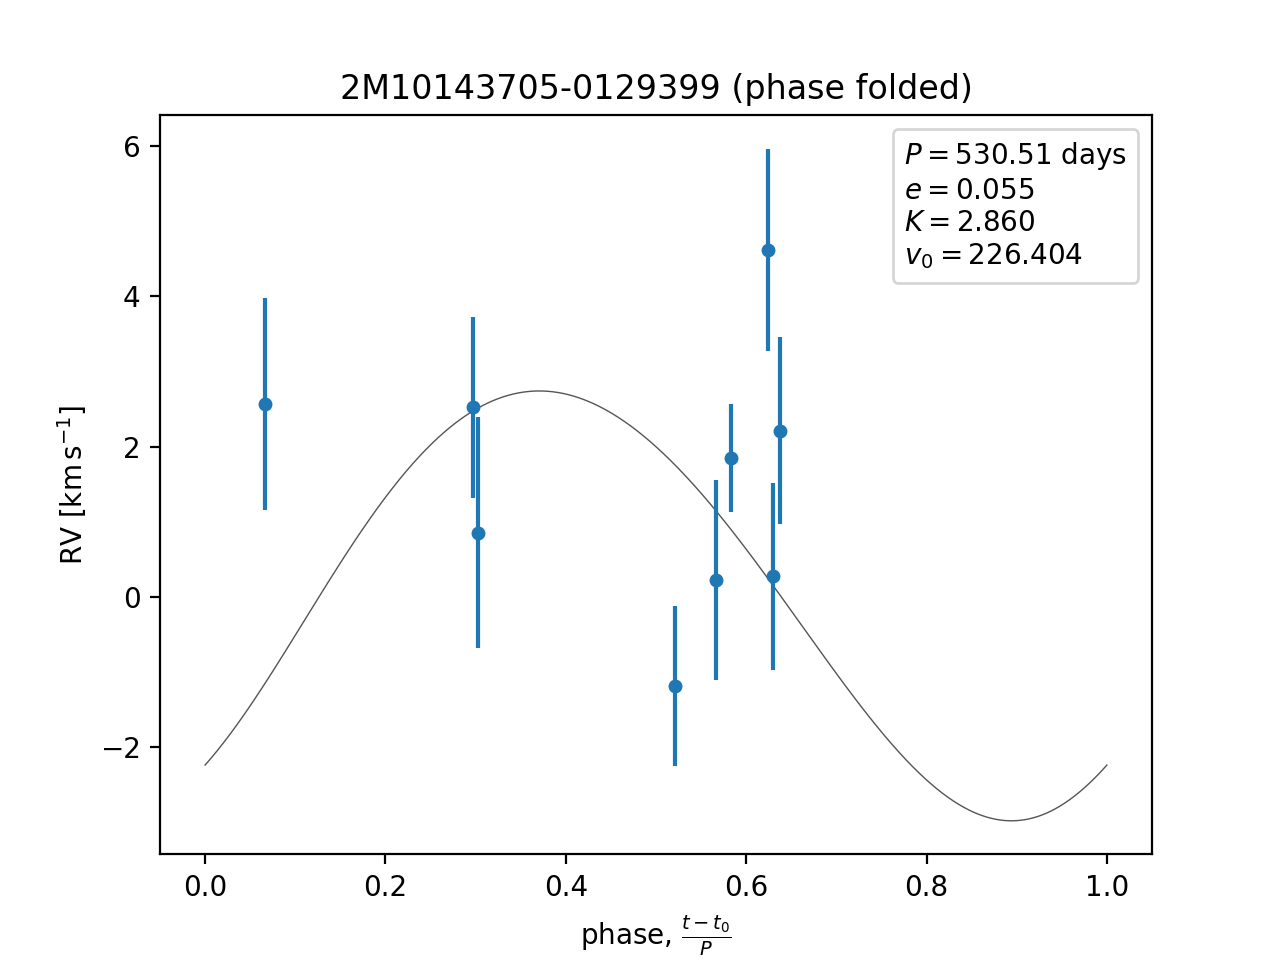 2M10143705-0129399 (phase folded)
P = 530.51 days
e = 0.055
K = 2.860
v₀ = 226.404
6
4
2
0
−2
RV [km s⁻¹]
0.0 0.2 0.4 0.6 0.8 1.0
phase, (t − t₀)/P